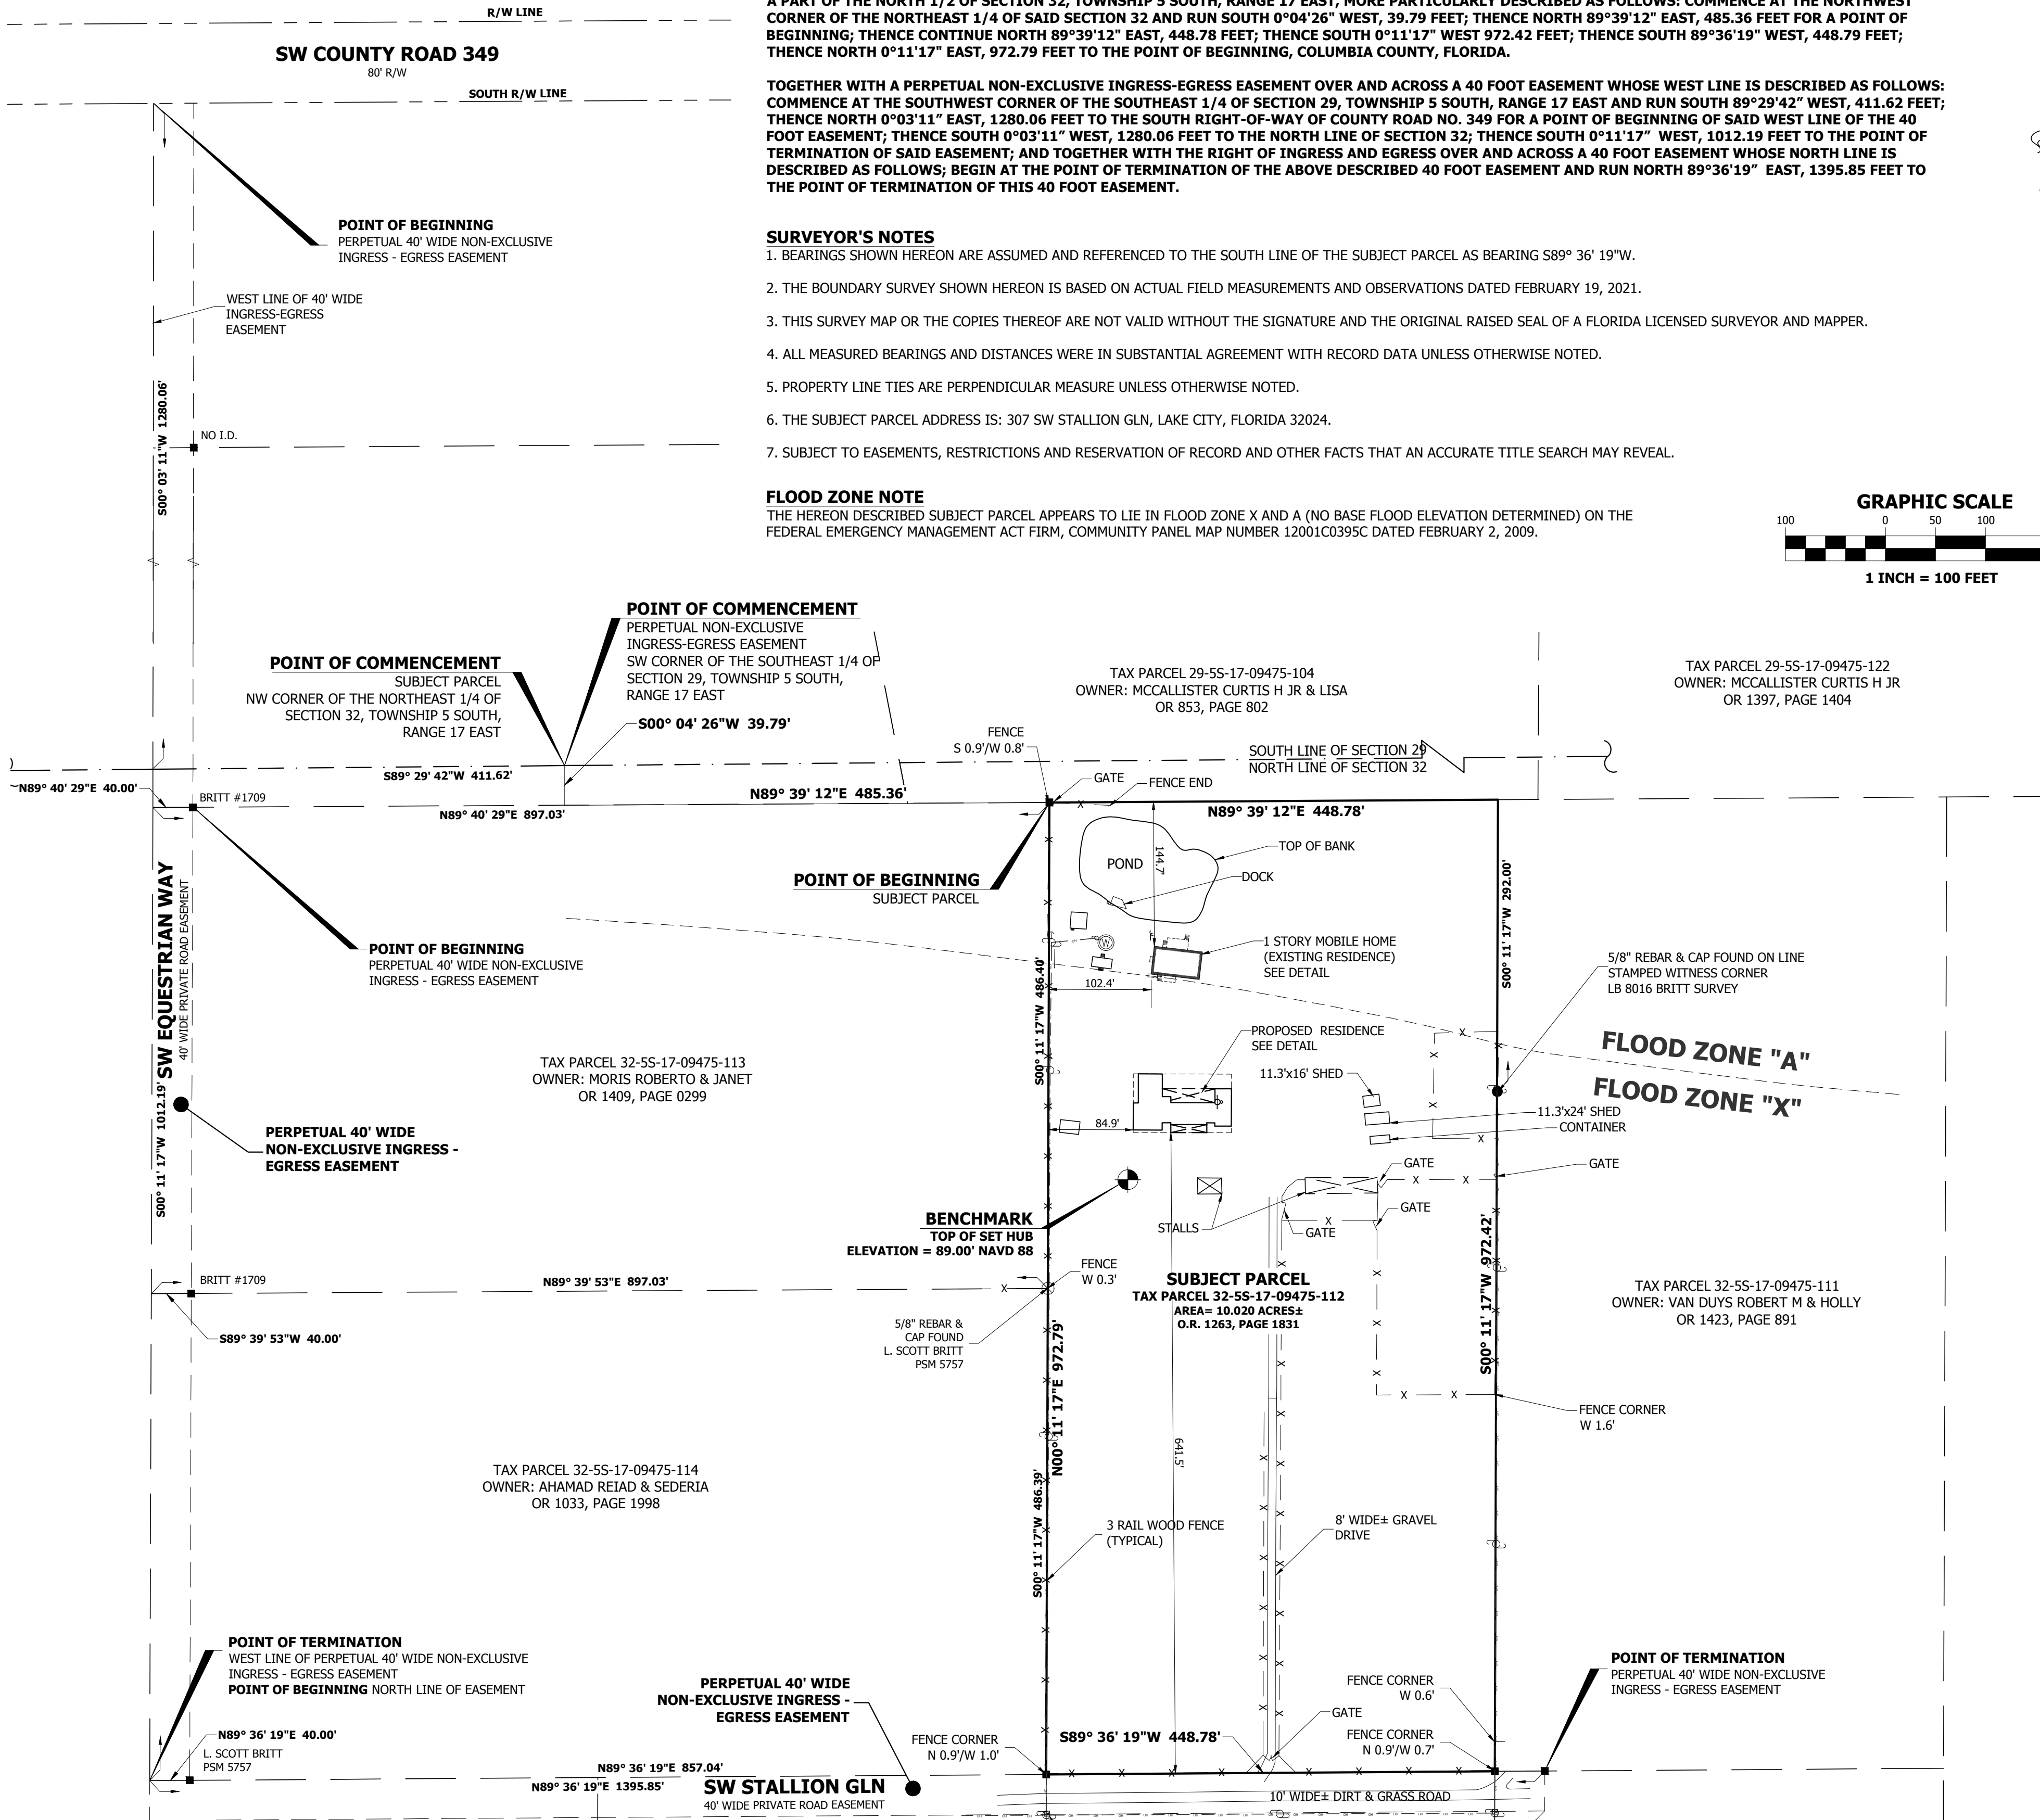 R/W LINE
SW COUNTY ROAD 349
80' R/W
SOUTH R/W LINE
A PART OF THE NORTH 1/2 OF SECTION 32, TOWNSHIP 5 SOUTH, RANGE 17 EAST, MORE PARTICULARLY DESCRIBED AS FOLLOWS: COMMENCE AT THE NORTHWEST
CORNER OF THE NORTHEAST 1/4 OF SAID SECTION 32 AND RUN SOUTH 0°04'26" WEST, 39.79 FEET; THENCE NORTH 89°39'12" EAST, 485.36 FEET FOR A POINT OF
BEGINNING; THENCE CONTINUE NORTH 89°39'12" EAST, 448.78 FEET; THENCE SOUTH 0°11'17" WEST 972.42 FEET; THENCE SOUTH 89°36'19" WEST, 448.79 FEET;
THENCE NORTH 0°11'17" EAST, 972.79 FEET TO THE POINT OF BEGINNING, COLUMBIA COUNTY, FLORIDA.
TOGETHER WITH A PERPETUAL NON-EXCLUSIVE INGRESS-EGRESS EASEMENT OVER AND ACROSS A 40 FOOT EASEMENT WHOSE WEST LINE IS DESCRIBED AS FOLLOWS:
COMMENCE AT THE SOUTHWEST CORNER OF THE SOUTHEAST 1/4 OF SECTION 29, TOWNSHIP 5 SOUTH, RANGE 17 EAST AND RUN SOUTH 89°29'42” WEST, 411.62 FEET;
THENCE NORTH 0°03'11” EAST, 1280.06 FEET TO THE SOUTH RIGHT-OF-WAY OF COUNTY ROAD NO. 349 FOR A POINT OF BEGINNING OF SAID WEST LINE OF THE 40
FOOT EASEMENT; THENCE SOUTH 0°03'11” WEST, 1280.06 FEET TO THE NORTH LINE OF SECTION 32; THENCE SOUTH 0°11'17” WEST, 1012.19 FEET TO THE POINT OF
TERMINATION OF SAID EASEMENT; AND TOGETHER WITH THE RIGHT OF INGRESS AND EGRESS OVER AND ACROSS A 40 FOOT EASEMENT WHOSE NORTH LINE IS
DESCRIBED AS FOLLOWS; BEGIN AT THE POINT OF TERMINATION OF THE ABOVE DESCRIBED 40 FOOT EASEMENT AND RUN NORTH 89°36'19” EAST, 1395.85 FEET TO
THE POINT OF TERMINATION OF THIS 40 FOOT EASEMENT.
SURVEYOR'S NOTES
1. BEARINGS SHOWN HEREON ARE ASSUMED AND REFERENCED TO THE SOUTH LINE OF THE SUBJECT PARCEL AS BEARING S89° 36' 19"W.
2. THE BOUNDARY SURVEY SHOWN HEREON IS BASED ON ACTUAL FIELD MEASUREMENTS AND OBSERVATIONS DATED FEBRUARY 19, 2021.
3. THIS SURVEY MAP OR THE COPIES THEREOF ARE NOT VALID WITHOUT THE SIGNATURE AND THE ORIGINAL RAISED SEAL OF A FLORIDA LICENSED SURVEYOR AND MAPPER.
4. ALL MEASURED BEARINGS AND DISTANCES WERE IN SUBSTANTIAL AGREEMENT WITH RECORD DATA UNLESS OTHERWISE NOTED.
5. PROPERTY LINE TIES ARE PERPENDICULAR MEASURE UNLESS OTHERWISE NOTED.
6. THE SUBJECT PARCEL ADDRESS IS: 307 SW STALLION GLN, LAKE CITY, FLORIDA 32024.
7. SUBJECT TO EASEMENTS, RESTRICTIONS AND RESERVATION OF RECORD AND OTHER FACTS THAT AN ACCURATE TITLE SEARCH MAY REVEAL.
FLOOD ZONE NOTE
THE HEREON DESCRIBED SUBJECT PARCEL APPEARS TO LIE IN FLOOD ZONE X AND A (NO BASE FLOOD ELEVATION DETERMINED) ON THE
FEDERAL EMERGENCY MANAGEMENT ACT FIRM, COMMUNITY PANEL MAP NUMBER 12001C0395C DATED FEBRUARY 2, 2009.
GRAPHIC SCALE
100 0 50 100
1 INCH = 100 FEET
POINT OF BEGINNING
PERPETUAL 40' WIDE NON-EXCLUSIVE
INGRESS - EGRESS EASEMENT
WEST LINE OF 40' WIDE
INGRESS-EGRESS
EASEMENT
S00° 03' 11"W 1280.06'
NO I.D.
POINT OF COMMENCEMENT
PERPETUAL NON-EXCLUSIVE
INGRESS-EGRESS EASEMENT
SW CORNER OF THE SOUTHEAST 1/4 OF
SECTION 29, TOWNSHIP 5 SOUTH,
RANGE 17 EAST
POINT OF COMMENCEMENT
SUBJECT PARCEL
NW CORNER OF THE NORTHEAST 1/4 OF
SECTION 32, TOWNSHIP 5 SOUTH,
RANGE 17 EAST
S00° 04' 26"W 39.79'
TAX PARCEL 29-5S-17-09475-104
OWNER: MCCALLISTER CURTIS H JR & LISA
OR 853, PAGE 802
TAX PARCEL 29-5S-17-09475-122
OWNER: MCCALLISTER CURTIS H JR
OR 1397, PAGE 1404
FENCE
S 0.9'/W 0.8'
SOUTH LINE OF SECTION 29
NORTH LINE OF SECTION 32
S89° 29' 42"W 411.62'
N89° 40' 29"E 40.00'
BRITT #1709
N89° 39' 12"E 485.36'
N89° 40' 29"E 897.03'
GATE
FENCE END
N89° 39' 12"E 448.78'
POND
144.7'
TOP OF BANK
DOCK
POINT OF BEGINNING
SUBJECT PARCEL
S00° 11' 17"W 292.00'
W
1 STORY MOBILE HOME
(EXISTING RESIDENCE)
SEE DETAIL
102.4'
S00° 11' 17"W 486.40'
5/8" REBAR & CAP FOUND ON LINE
STAMPED WITNESS CORNER
LB 8016 BRITT SURVEY
POINT OF BEGINNING
PERPETUAL 40' WIDE NON-EXCLUSIVE
INGRESS - EGRESS EASEMENT
SW EQUESTRIAN WAY
40' WIDE PRIVATE ROAD EASEMENT
S00° 11' 17"W 1012.19'
FLOOD ZONE "A"
FLOOD ZONE "X"
PROPOSED RESIDENCE
SEE DETAIL
11.3'x16' SHED
11.3'x24' SHED
CONTAINER
84.9'
TAX PARCEL 32-5S-17-09475-113
OWNER: MORIS ROBERTO & JANET
OR 1409, PAGE 0299
PERPETUAL 40' WIDE
NON-EXCLUSIVE INGRESS -
EGRESS EASEMENT
GATE
GATE
GATE
GATE
STALLS
BENCHMARK
TOP OF SET HUB
ELEVATION = 89.00' NAVD 88
FENCE
W 0.3'
BRITT #1709
N89° 39' 53"E 897.03'
S89° 39' 53"W 40.00'
5/8" REBAR &
CAP FOUND
L. SCOTT BRITT
PSM 5757
SUBJECT PARCEL
TAX PARCEL 32-5S-17-09475-112
AREA= 10.020 ACRES±
O.R. 1263, PAGE 1831
N00° 11' 17"E 972.79'
S00° 11' 17"W 972.42'
TAX PARCEL 32-5S-17-09475-111
OWNER: VAN DUYS ROBERT M & HOLLY
OR 1423, PAGE 891
FENCE CORNER
W 1.6'
641.5'
TAX PARCEL 32-5S-17-09475-114
OWNER: AHAMAD REIAD & SEDERIA
OR 1033, PAGE 1998
S00° 11' 17"W 486.39'
3 RAIL WOOD FENCE
(TYPICAL)
8' WIDE± GRAVEL
DRIVE
POINT OF TERMINATION
WEST LINE OF PERPETUAL 40' WIDE NON-EXCLUSIVE
INGRESS - EGRESS EASEMENT
POINT OF BEGINNING NORTH LINE OF EASEMENT
N89° 36' 19"E 40.00'
L. SCOTT BRITT
PSM 5757
PERPETUAL 40' WIDE
NON-EXCLUSIVE INGRESS -
EGRESS EASEMENT
FENCE CORNER
N 0.9'/W 1.0'
S89° 36' 19"W 448.78'
GATE
FENCE CORNER
W 0.6'
FENCE CORNER
N 0.9'/W 0.7'
POINT OF TERMINATION
PERPETUAL 40' WIDE NON-EXCLUSIVE
INGRESS - EGRESS EASEMENT
N89° 36' 19"E 857.04'
N89° 36' 19"E 1395.85'
SW STALLION GLN
40' WIDE PRIVATE ROAD EASEMENT
10' WIDE± DIRT & GRASS ROAD